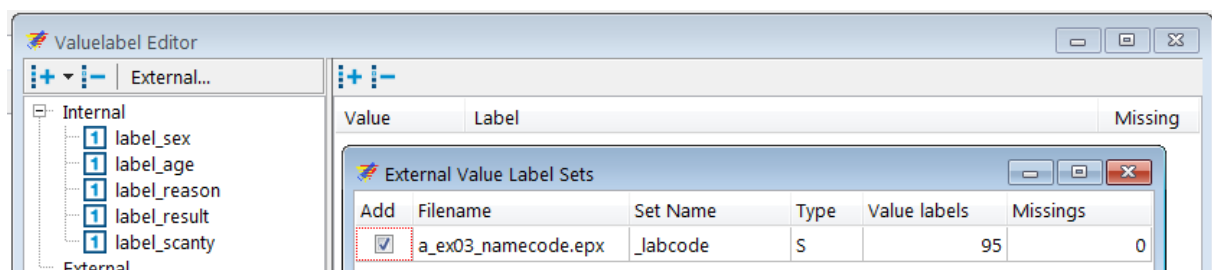 Valuelabel Editor
External...
Value Label Missing
Internal
label_sex
label_age
label_reason
label_result
label_scanty
External
External Value Label Sets
Add Filename Set Name Type Value labels Missings
a_ex03_namecode.epx _labcode S 95 0